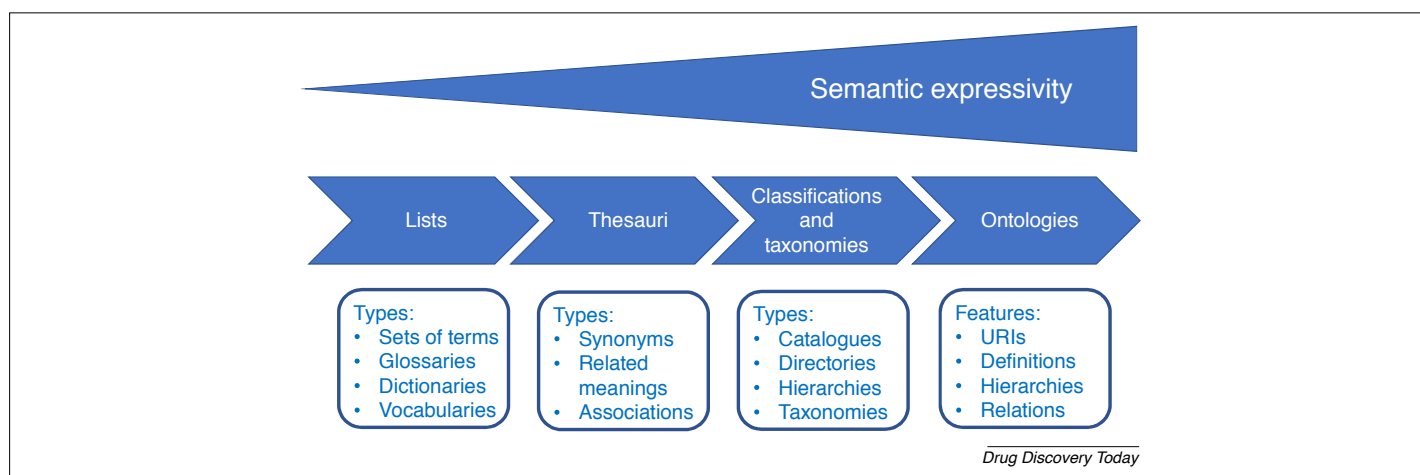 Semantic expressivity
Lists
Thesauri
Classifications
and
taxonomies
Ontologies
Types:
• Sets of terms
• Glossaries
• Dictionaries
• Vocabularies
Types:
• Synonyms
• Related
meanings
• Associations
Types:
• Catalogues
• Directories
• Hierarchies
• Taxonomies
Features:
• URIs
• Definitions
• Hierarchies
• Relations
Drug Discovery Today